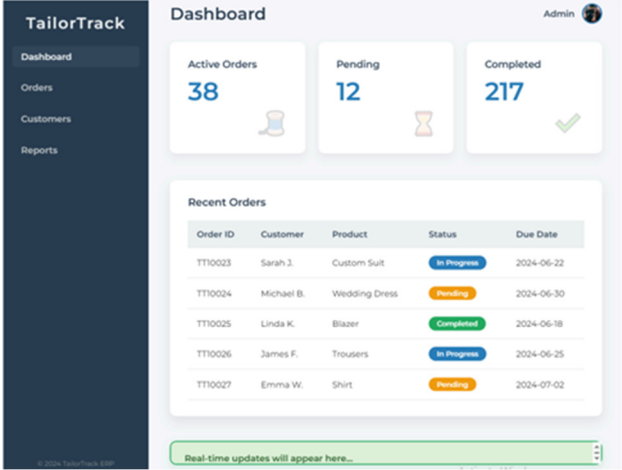 TailorTrack
Dashboard
Orders
Customers
Reports
© 2024 TailorTrack ERP
Dashboard
Admin
Active Orders
38
Pending
12
Completed
217
Recent Orders
Order ID Customer Product Status Due Date
TT10023 Sarah J. Custom Suit In Progress 2024-06-22
TT10024 Michael B. Wedding Dress Pending 2024-06-30
TT10025 Linda K. Blazer Completed 2024-06-18
TT10026 James F. Trousers In Progress 2024-06-25
TT10027 Emma W. Shirt Pending 2024-07-02
Real-time updates will appear here...